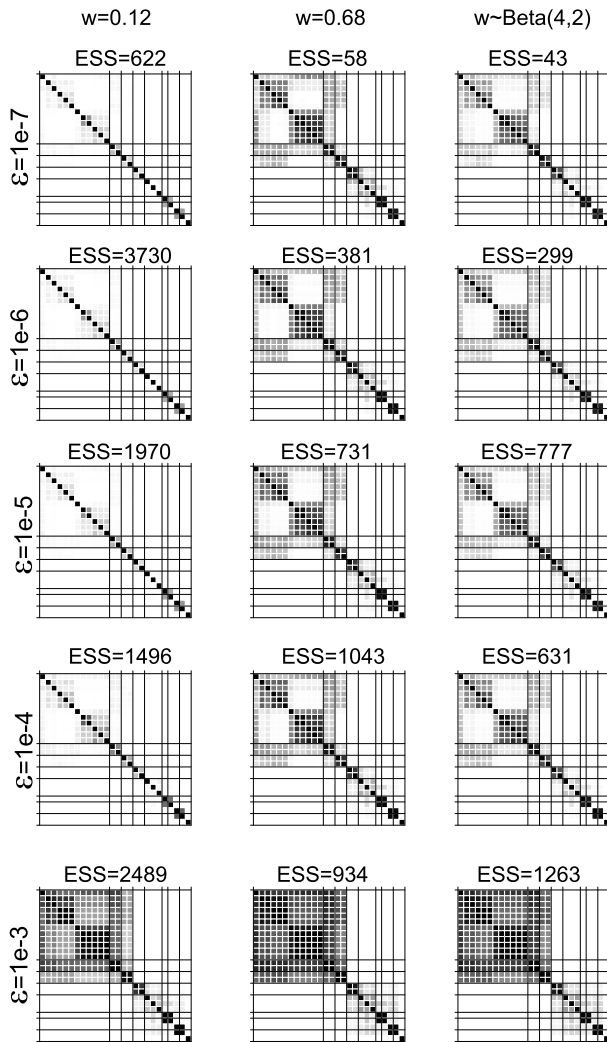 w=0.12 w=0.68 w~Beta(4,2)
ESS=622 ESS=58 ESS=43
ε=1e-7
ESS=3730 ESS=381 ESS=299
ε=1e-6
ESS=1970 ESS=731 ESS=777
ε=1e-5
ESS=1496 ESS=1043 ESS=631
ε=1e-4
ESS=2489 ESS=934 ESS=1263
ε=1e-3